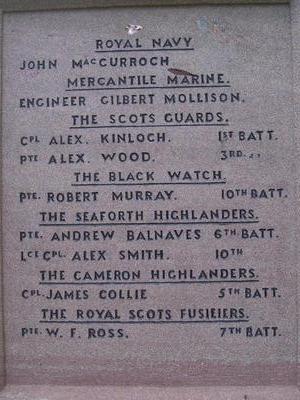 ROYAL NAVY
JOHN MACCURROCH
MERCANTILE MARINE.
ENGINEER GILBERT MOLLISON.
THE SCOTS GUARDS.
CPL ALEX. KINLOCH. 1ST BATT.
PTE ALEX. WOOD. 3RD ..
THE BLACK WATCH.
PTE. ROBERT MURRAY. 10TH BATT.
THE SEAFORTH HIGHLANDERS.
PTE. ANDREW BALNAVES 6TH BATT.
LCE CPL. ALEX SMITH. 10TH
THE CAMERON HIGHLANDERS.
CPL. JAMES COLLIE 5TH BATT.
THE ROYAL SCOTS FUSILIERS.
PTE. W. F. ROSS. 7TH BATT.